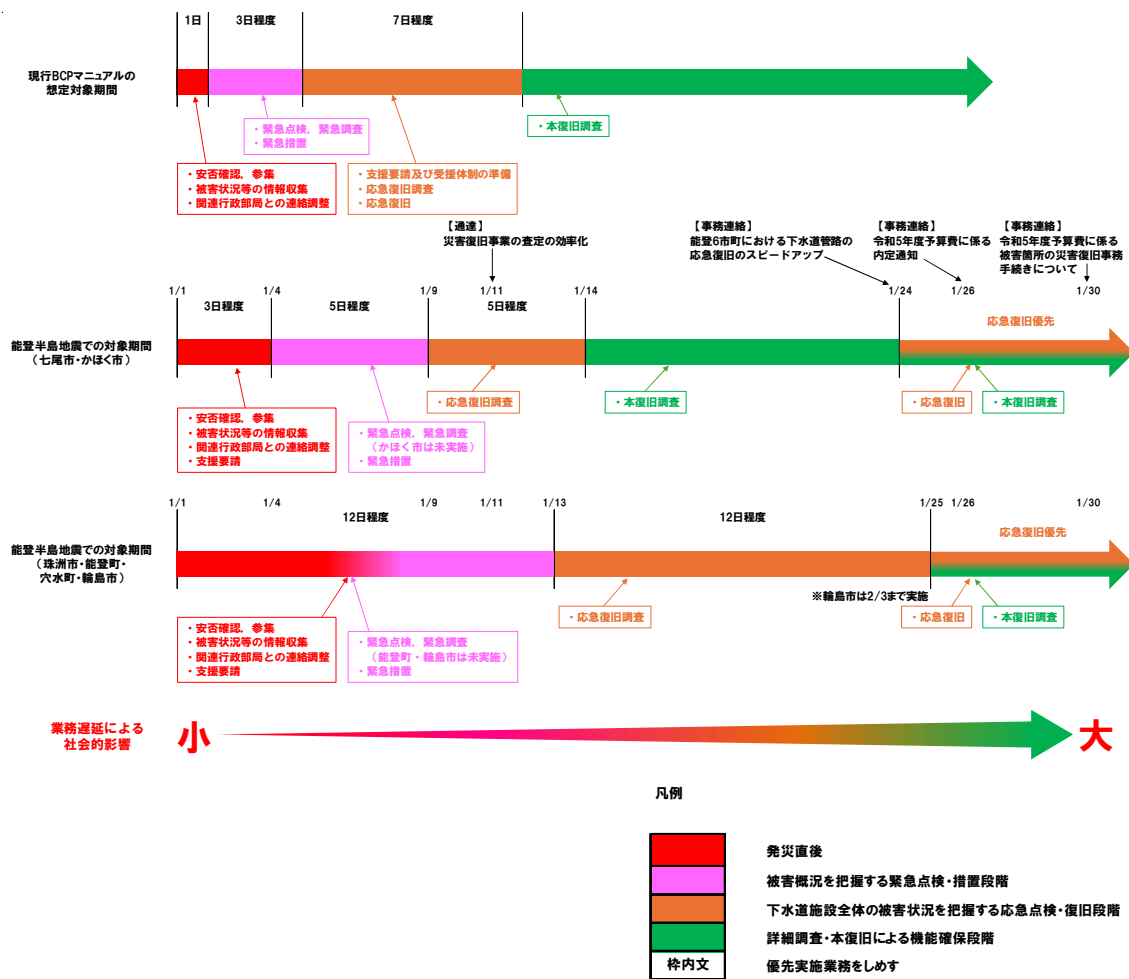 1日
3日程度
7日程度
現行BCPマニュアルの
想定対象期間
・緊急点検、緊急調査
・緊急措置
・本復旧調査
・安否確認、参集
・被害状況等の情報収集
・関連行政部局との連絡調整
・支援要請及び受援体制の準備
・応急復旧調査
・応急復旧
【通達】
災害復旧事業の査定の効率化
【事務連絡】
能登6市町における下水道管路の
応急復旧のスピードアップ
【事務連絡】
令和5年度予算費に係る
内定通知
【事務連絡】
令和5年度予算費に係る
被害箇所の災害復旧事務
手続きについて
1/1
1/4
1/9
1/11
1/14
1/24
1/26
1/30
3日程度
5日程度
5日程度
応急復旧優先
能登半島地震での対象期間
(七尾市・かほく市)
・応急復旧調査
・本復旧調査
・応急復旧
・本復旧調査
・安否確認、参集
・被害状況等の情報収集
・関連行政部局との連絡調整
・支援要請
・緊急点検、緊急調査
(かほく市は未実施)
・緊急措置
1/1
1/4
1/9
1/11
1/13
1/25
1/26
1/30
12日程度
12日程度
応急復旧優先
能登半島地震での対象期間
(珠洲市・能登町・
穴水町・輪島市)
※輪島市は2/3まで実施
・応急復旧調査
・応急復旧
・本復旧調査
・安否確認、参集
・被害状況等の情報収集
・関連行政部局との連絡調整
・支援要請
・緊急点検、緊急調査
(能登町・輪島市は未実施)
・緊急措置
業務遅延による
社会的影響
小
大
凡例
発災直後
被害概況を把握する緊急点検・措置段階
下水道施設全体の被害状況を把握する応急点検・復旧段階
詳細調査・本復旧による機能確保段階
枠内文
優先実施業務をしめす